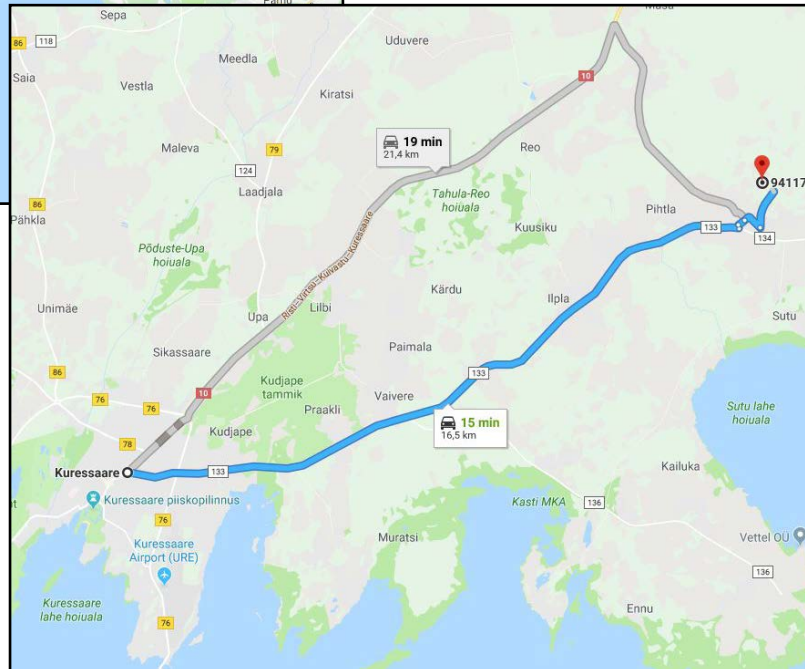 Sepa
86
118
Saia
Uduvere
Meedla
Vestla
Kiratsi
10
Maleva
79
124
Laadjala
19 min
21,4 km
Reo
94117
Tahula-Reo
hoiuala
Pihtla
133
134
Pähkla
86
Põduste-Upa
hoiuala
Kuusiku
Risti–Virtsu–Kuivastu–Kuressaare
Kärdu
Ilpla
Unimäe
Lilbi
Upa
Sutu
Sikassaare
Paimala
86
10
133
76
Kudjape
tammik
Vaivere
Praakli
15 min
16,5 km
Sutu lahe
hoiuala
76
78
Kudjape
Kuressaare
133
Kailuka
Kuressaare piiskopilinnus
Kasti MKA
136
76
Muratsi
Vettel OÜ
Kuressaare
Airport (URE)
136
Kuressaare
lahe hoiuala
76
Ennu